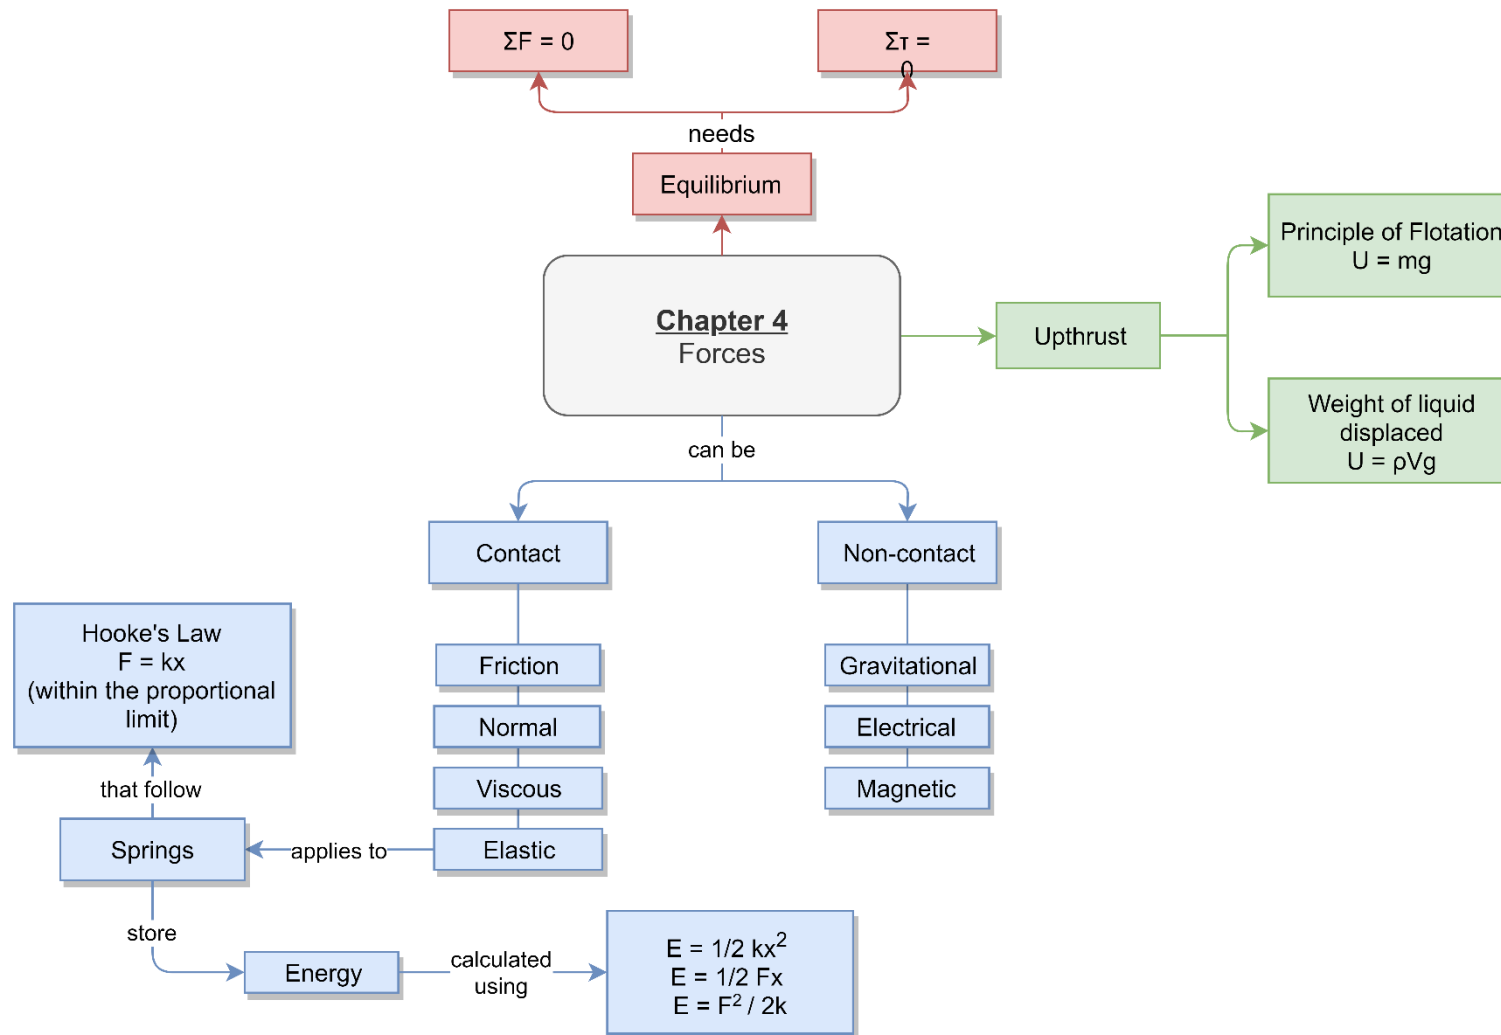 ΣF = 0
Στ =
0
needs
Equilibrium
Chapter 4
Forces
Upthrust
Principle of Flotation
U = mg
Weight of liquid
displaced
U = ρVg
can be
Contact
Non-contact
Friction
Normal
Viscous
Elastic
Gravitational
Electrical
Magnetic
applies to
Springs
that follow
Hooke's Law
F = kx
(within the proportional
limit)
store
Energy
calculated
using
E = 1/2 kx²
E = 1/2 Fx
E = F² / 2k